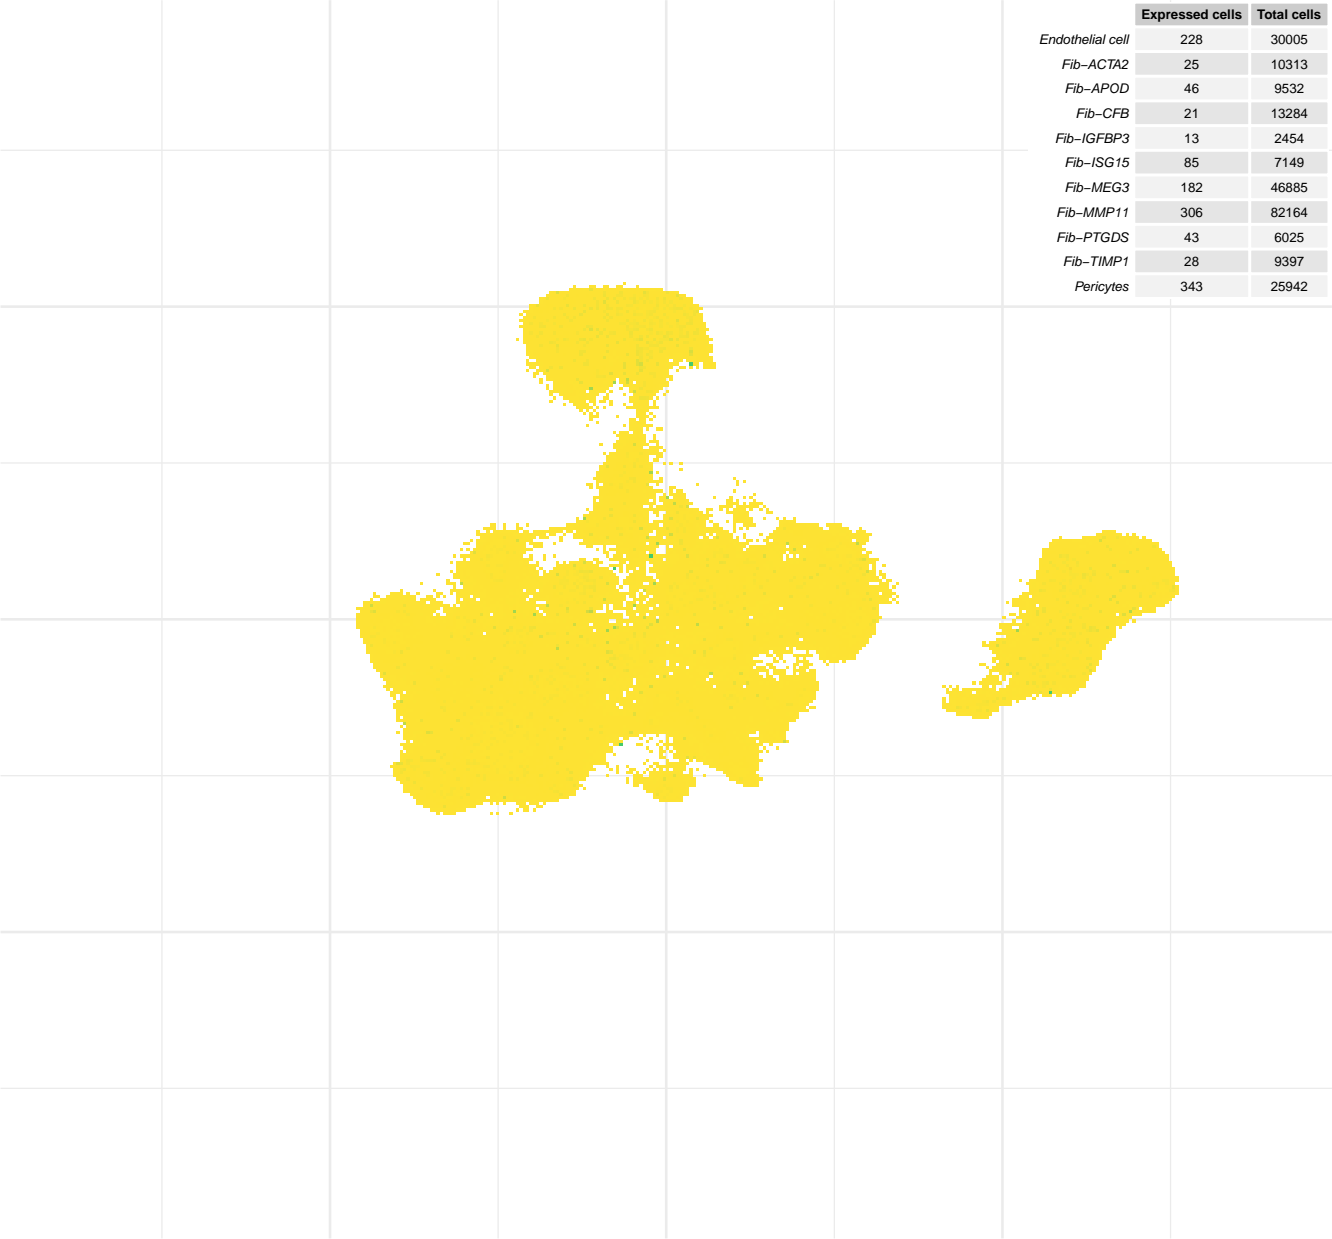 Expressed cells Total cells
Endothelial cell 228 30005
Fib−ACTA2 25 10313
Fib−APOD 46 9532
Fib−CFB 21 13284
Fib−IGFBP3 13 2454
Fib−ISG15 85 7149
Fib−MEG3 182 46885
Fib−MMP11 306 82164
Fib−PTGDS 43 6025
Fib−TIMP1 28 9397
Pericytes 343 25942